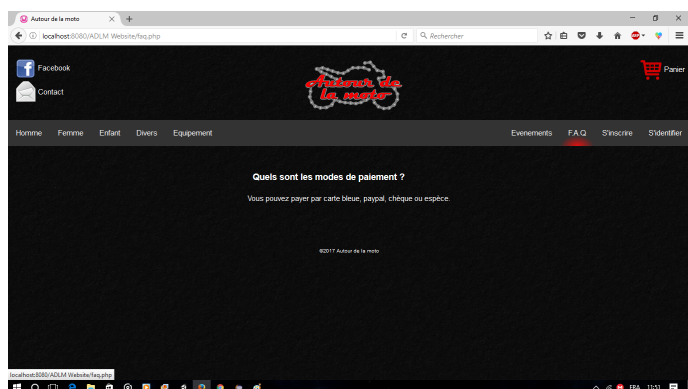 Autour de la moto
localhost:8080/ADLM Website/faq.php
Rechercher
Facebook
Contact
Autour de
la moto
Panier
Homme Femme Enfant Divers Equipement Evenements F.A.Q S'inscrire S'identifier
Quels sont les modes de paiement ?
Vous pouvez payer par carte bleue, paypal, chèque ou espèce.
©2017 Autour de la moto
localhost:8080/ADLM Website/faq.php
FRA 11:51